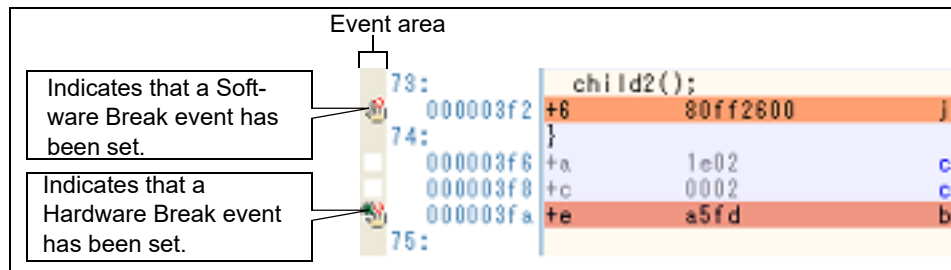 Event area
Indicates that a Soft-
ware Break event has
been set.
Indicates that a
Hardware Break event
has been set.
73: child2();
000003f2 +6 80ff2600 j
74: }
000003f6 +a 1e02 c
000003f8 +c 0002 c
000003fa +e a5fd b
75: